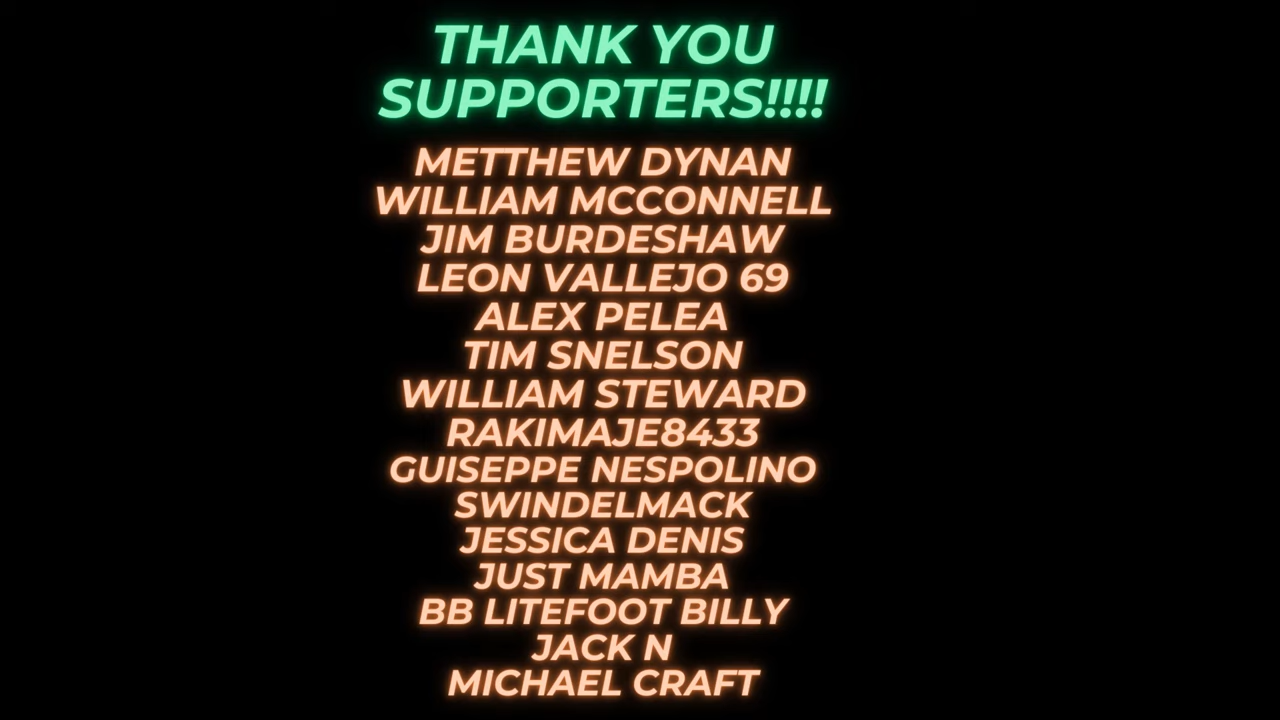 THANK YOU
SUPPORTERS!!!!
METTHEW DYNAN
WILLIAM MCCONNELL
JIM BURDESHAW
LEON VALLEJO 69
ALEX PELEA
TIM SNELSON
WILLIAM STEWARD
RAKIMAJE8433
GUISEPPE NESPOLINO
SWINDELMACK
JESSICA DENIS
JUST MAMBA
BB LITEFOOT BILLY
JACK N
MICHAEL CRAFT